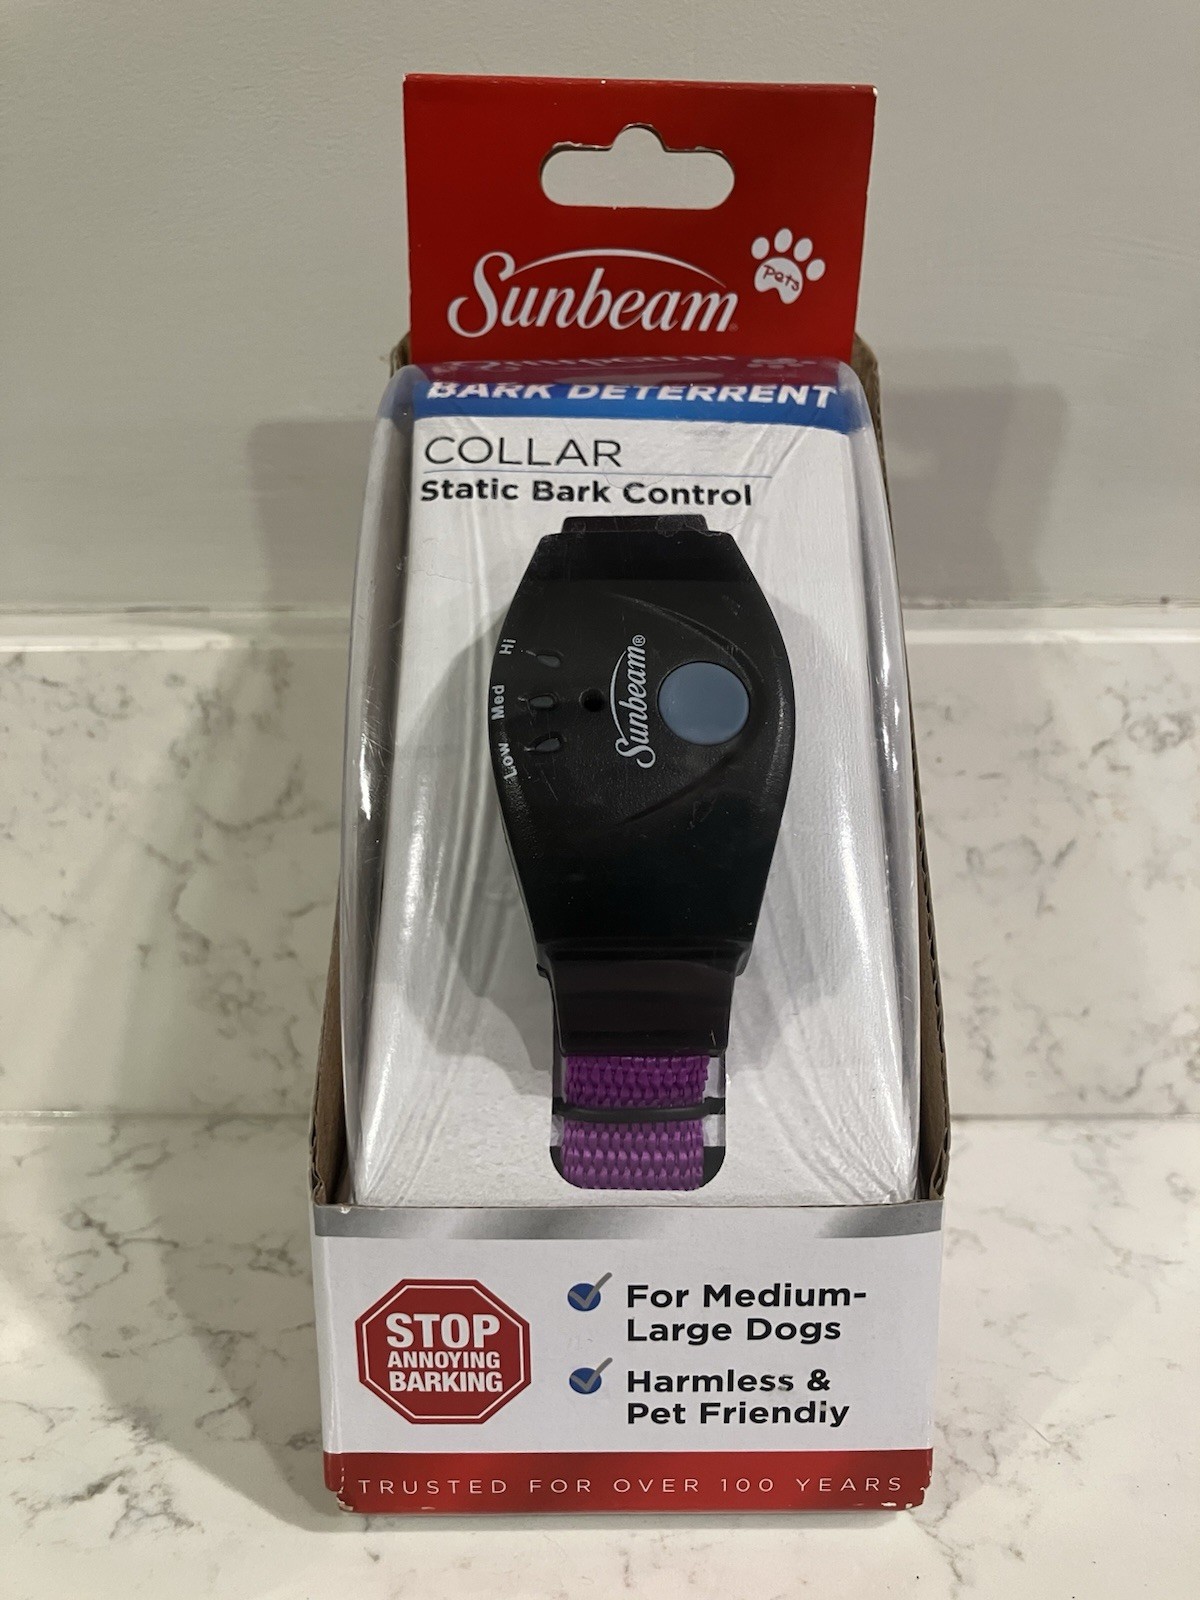 Sunbeam
Pets
BARK DETERRENT
COLLAR
Static Bark Control
Low Med Hi
Sunbeam®
STOP
ANNOYING
BARKING
For Medium-
Large Dogs
Harmless &
Pet Friendiy
TRUSTED FOR OVER 100 YEARS